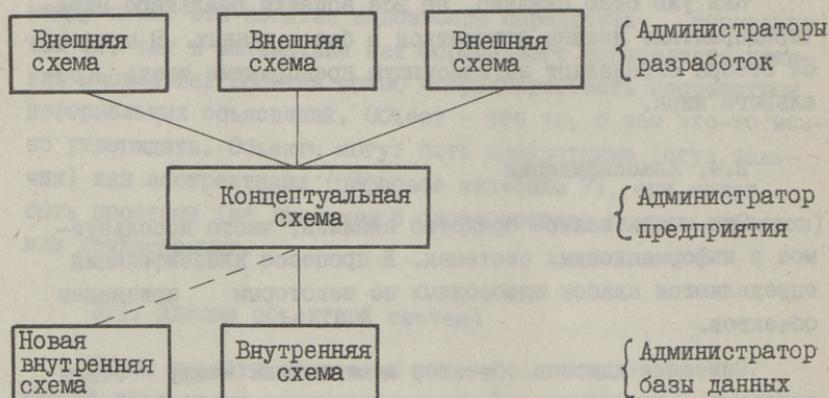 Внешняя схема
Внешняя схема
Внешняя схема
Администраторы разработок
Концептуальная схема
Администратор предприятия
Новая внутренняя схема
Внутренняя схема
Администратор базы данных